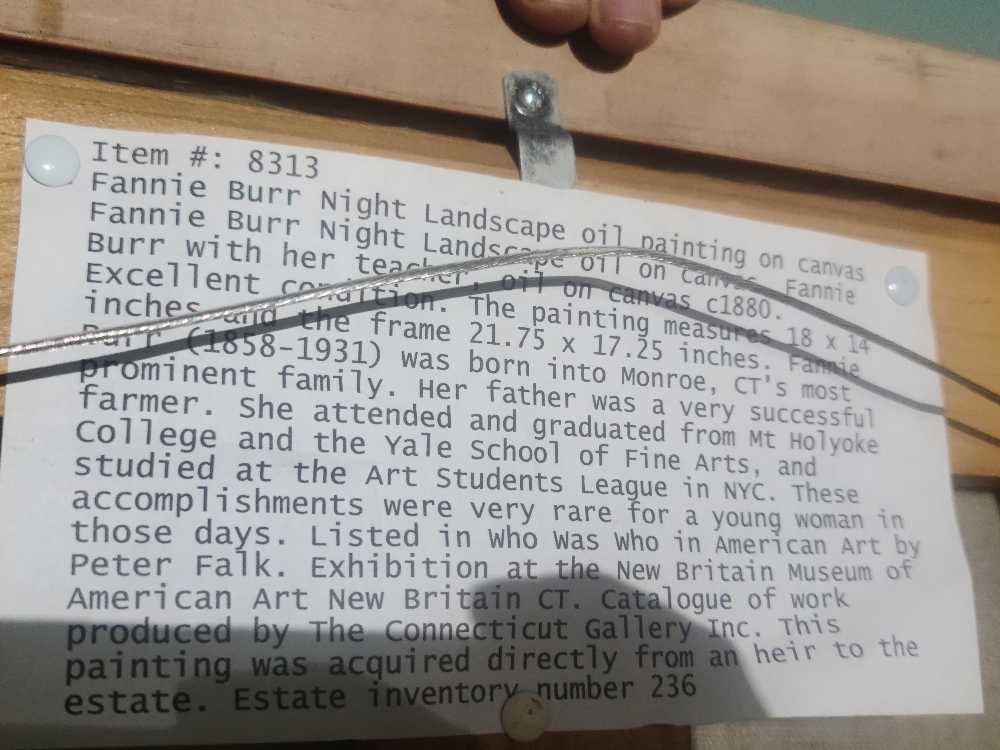 Item #: 8313
Fannie Burr Night Landscape oil painting on canvas
Fannie Burr Night Landscape oil on canvas Fannie
Burr with her teacher, oil on canvas c1880.
Excellent condition. The painting measures 18 x 14
inches and the frame 21.75 x 17.25 inches. Fannie
Burr (1858-1931) was born into Monroe, CT's most
prominent family. Her father was a very successful
farmer. She attended and graduated from Mt Holyoke
College and the Yale School of Fine Arts, and
studied at the Art Students League in NYC. These
accomplishments were very rare for a young woman in
those days. Listed in Who Was Who in American Art by
Peter Falk. Exhibition at the New Britain Museum of
American Art New Britain CT. Catalogue of work
produced by The Connecticut Gallery Inc. This
painting was acquired directly from an heir to the
estate. Estate inventory number 236